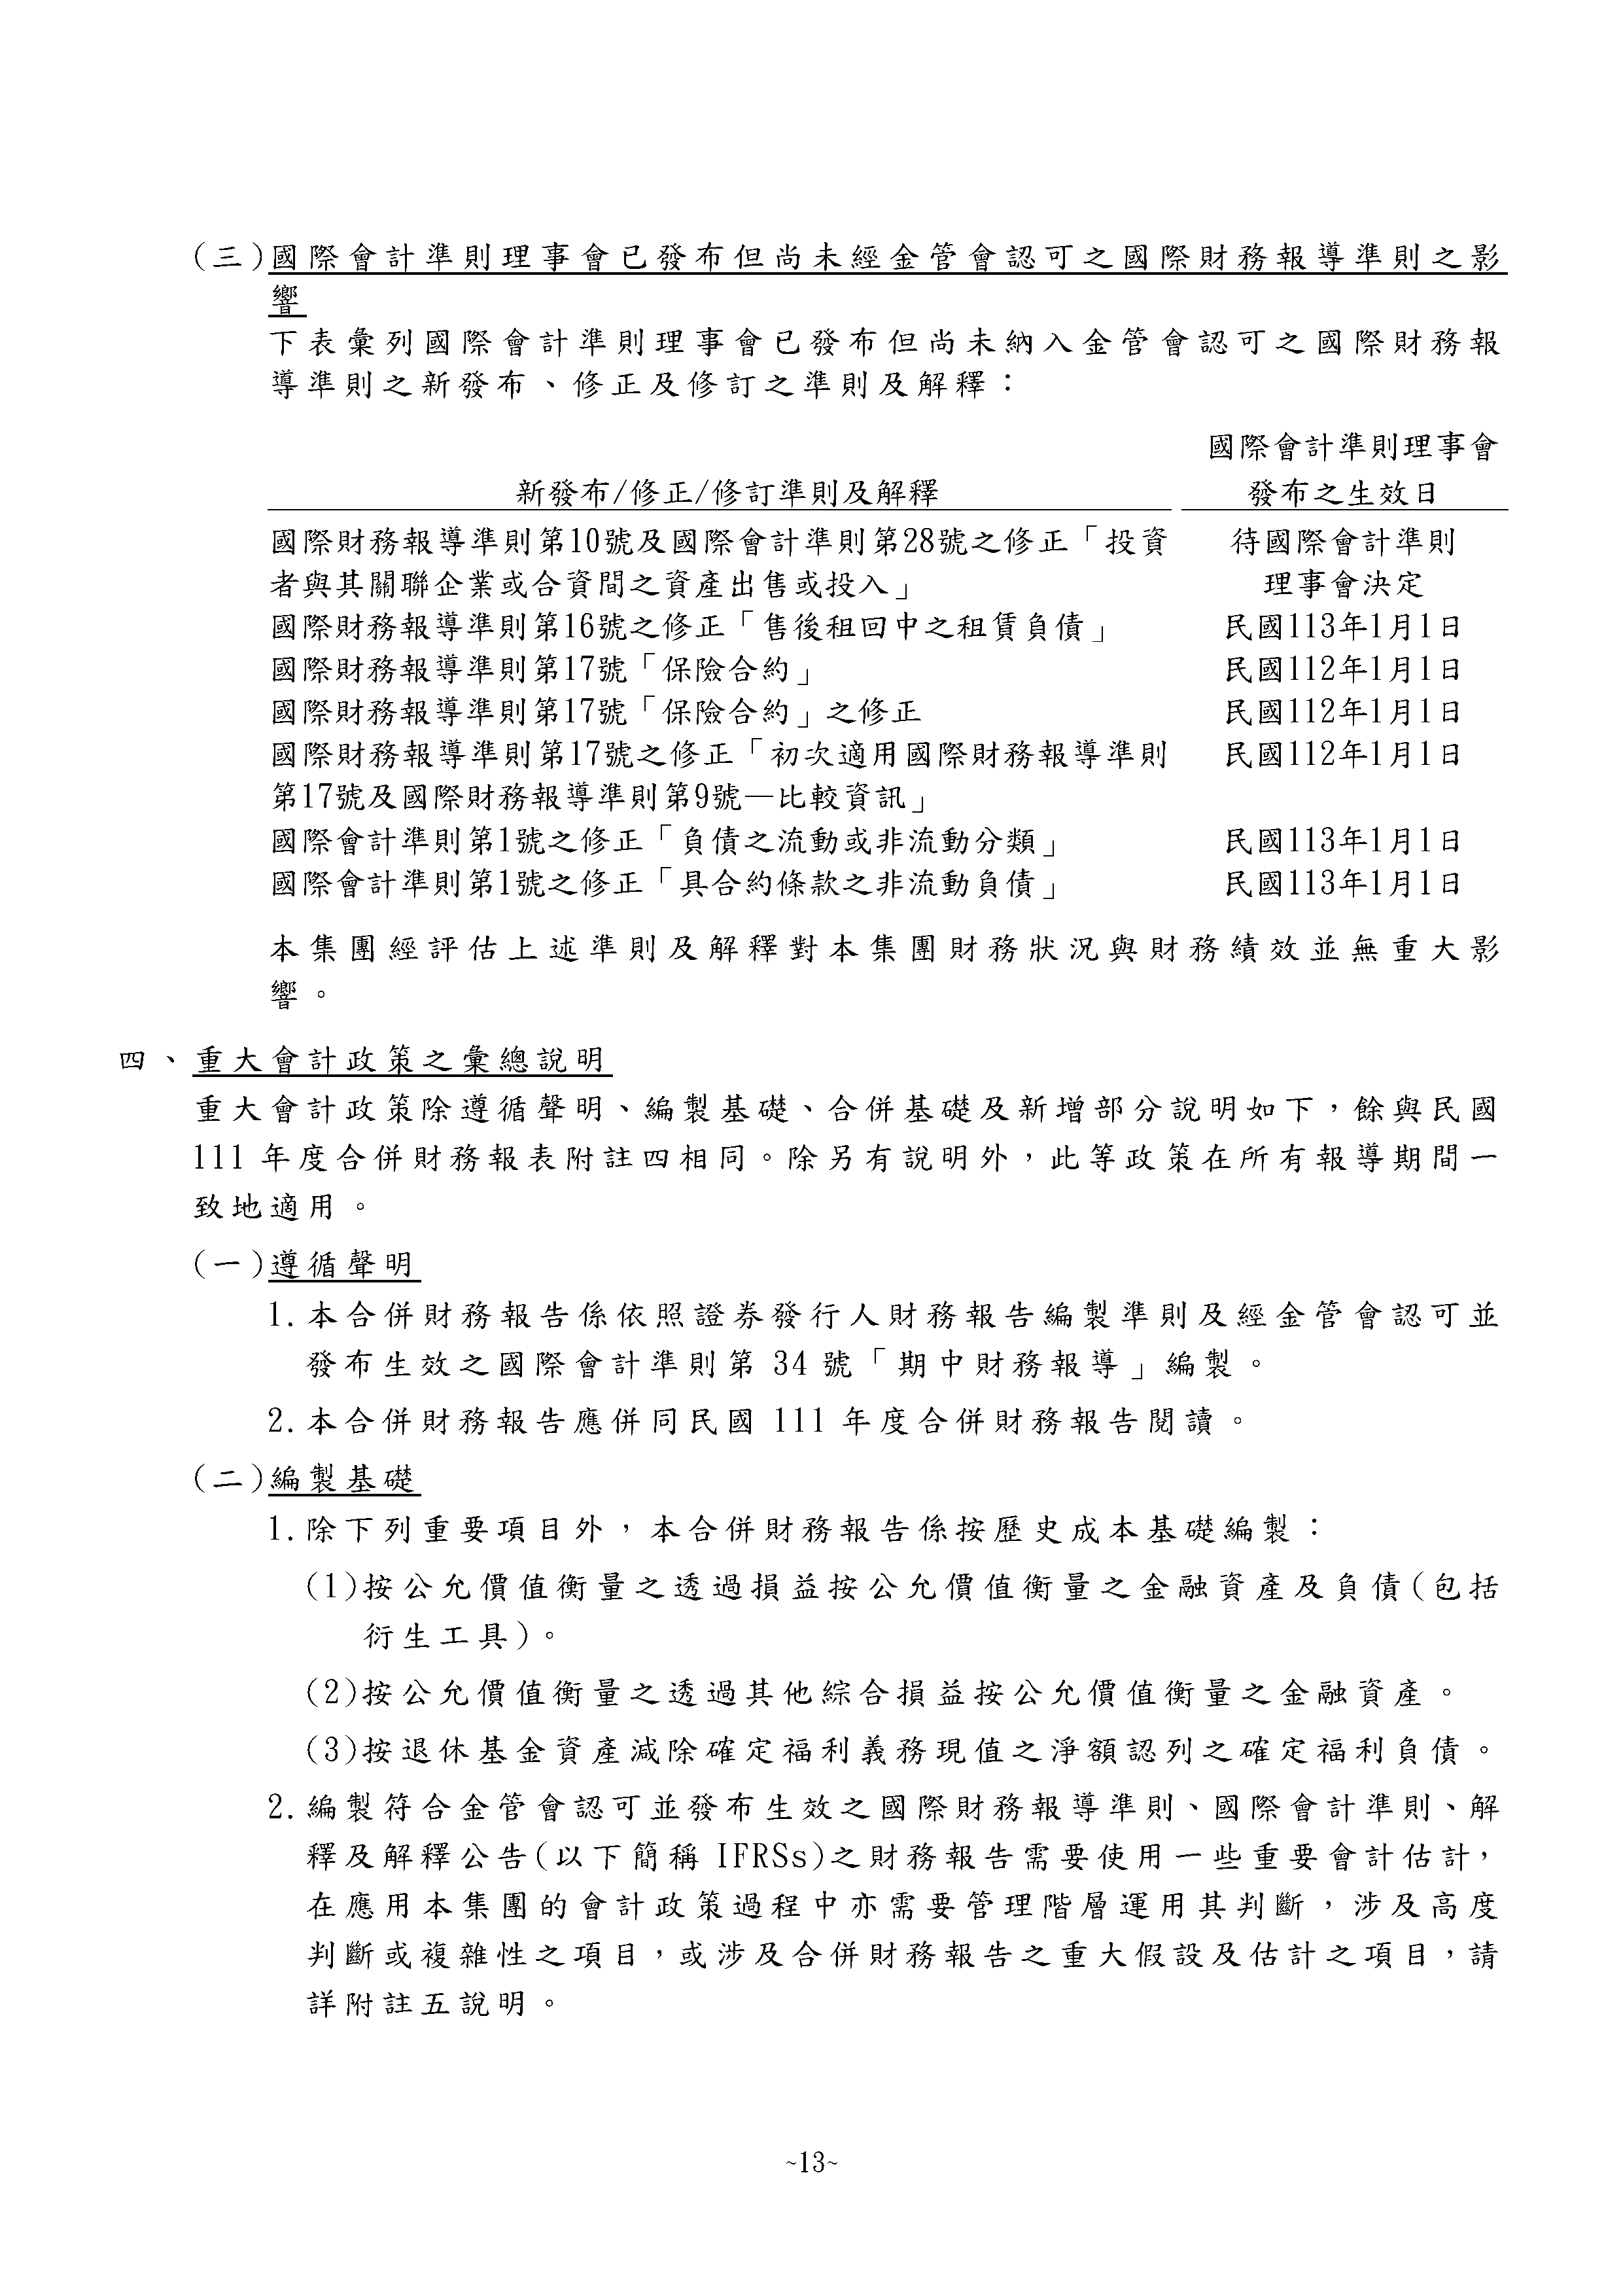 (三)國際會計準則理事會已發布但尚未經金管會認可之國際財務報導準則之影
響
下表彙列國際會計準則理事會已發布但尚未納入金管會認可之國際財務報
導準則之新發布、修正及修訂之準則及解釋：
國際會計準則理事會
新發布/修正/修訂準則及解釋 發布之生效日
國際財務報導準則第10號及國際會計準則第28號之修正「投資 待國際會計準則
者與其關聯企業或合資間之資產出售或投入」 理事會決定
國際財務報導準則第16號之修正「售後租回中之租賃負債」 民國113年1月1日
國際財務報導準則第17號「保險合約」 民國112年1月1日
國際財務報導準則第17號「保險合約」之修正 民國112年1月1日
國際財務報導準則第17號之修正「初次適用國際財務報導準則 民國112年1月1日
第17號及國際財務報導準則第9號—比較資訊」
國際會計準則第1號之修正「負債之流動或非流動分類」 民國113年1月1日
國際會計準則第1號之修正「具合約條款之非流動負債」 民國113年1月1日
本集團經評估上述準則及解釋對本集團財務狀況與財務績效並無重大影
響。
四、重大會計政策之彙總說明
重大會計政策除遵循聲明、編製基礎、合併基礎及新增部分說明如下，餘與民國
111 年度合併財務報表附註四相同。除另有說明外，此等政策在所有報導期間一
致地適用。
(一)遵循聲明
1.本合併財務報告係依照證券發行人財務報告編製準則及經金管會認可並
發布生效之國際會計準則第 34 號「期中財務報導」編製。
2.本合併財務報告應併同民國 111 年度合併財務報告閱讀。
(二)編製基礎
1.除下列重要項目外，本合併財務報告係按歷史成本基礎編製：
(1)按公允價值衡量之透過損益按公允價值衡量之金融資產及負債(包括
衍生工具)。
(2)按公允價值衡量之透過其他綜合損益按公允價值衡量之金融資產。
(3)按退休基金資產減除確定福利義務現值之淨額認列之確定福利負債。
2.編製符合金管會認可並發布生效之國際財務報導準則、國際會計準則、解
釋及解釋公告(以下簡稱 IFRSs)之財務報告需要使用一些重要會計估計，
在應用本集團的會計政策過程中亦需要管理階層運用其判斷，涉及高度
判斷或複雜性之項目，或涉及合併財務報告之重大假設及估計之項目，請
詳附註五說明。
~13~